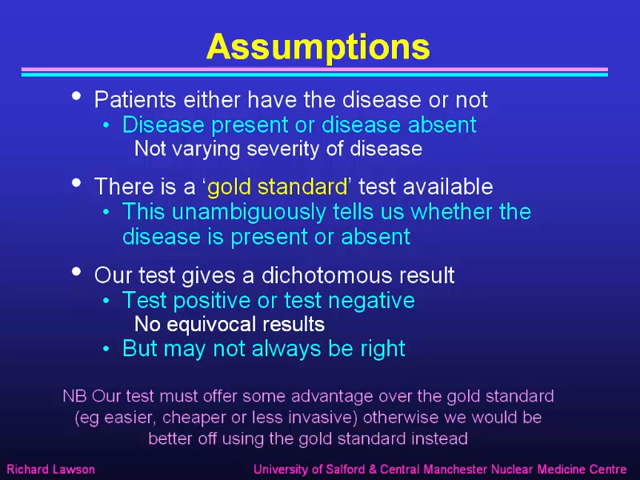 Assumptions
• Patients either have the disease or not
• Disease present or disease absent
Not varying severity of disease
• There is a ‘gold standard’ test available
• This unambiguously tells us whether the
disease is present or absent
• Our test gives a dichotomous result
• Test positive or test negative
No equivocal results
• But may not always be right
NB Our test must offer some advantage over the gold standard
(eg easier, cheaper or less invasive) otherwise we would be
better off using the gold standard instead
Richard Lawson University of Salford & Central Manchester Nuclear Medicine Centre